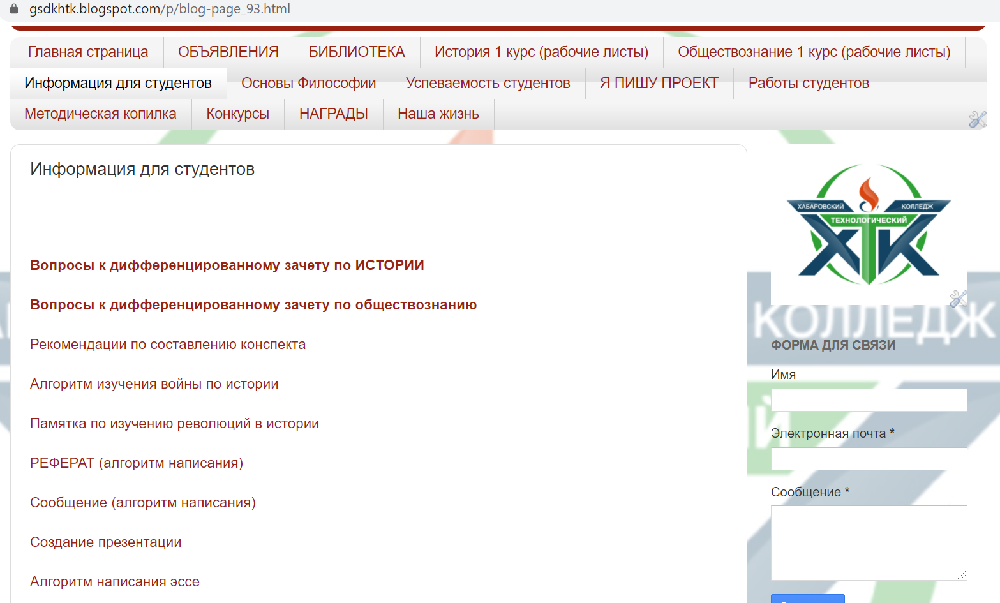 gsdkhtk.blogspot.com/p/blog-page_93.html
Главная страница ОБЪЯВЛЕНИЯ БИБЛИОТЕКА История 1 курс (рабочие листы) Обществознание 1 курс (рабочие листы)
Информация для студентов Основы Философии Успеваемость студентов Я ПИШУ ПРОЕКТ Работы студентов
Методическая копилка Конкурсы НАГРАДЫ Наша жизнь
Информация для студентов
Вопросы к дифференцированному зачету по ИСТОРИИ
Вопросы к дифференцированному зачету по обществознанию
Рекомендации по составлению конспекта
Алгоритм изучения войны по истории
Памятка по изучению революций в истории
РЕФЕРАТ (алгоритм написания)
Сообщение (алгоритм написания)
Создание презентации
Алгоритм написания эссе
ХАБАРОВСКИЙ КОЛЛЕДЖ
ТЕХНОЛОГИЧЕСКИЙ
ХТК
КОЛЛЕДЖ
ФОРМА ДЛЯ СВЯЗИ
Имя
Электронная почта *
Сообщение *